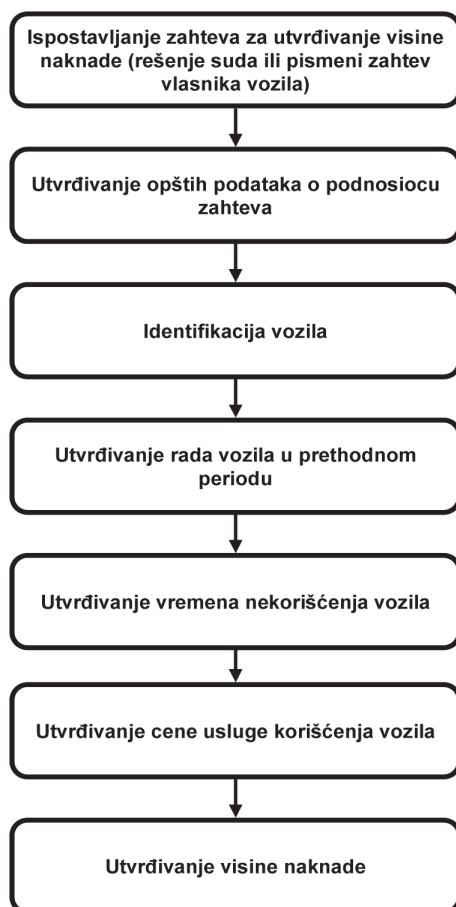 Ispostavljanje zahteva za utvrđivanje visine
naknade (rešenje suda ili pismeni zahtev
vlasnika vozila)
Utvrđivanje opštih podataka o podnosiocu
zahteva
Identifikacija vozila
Utvrđivanje rada vozila u prethodnom
periodu
Utvrđivanje vremena nekorišćenja vozila
Utvrđivanje cene usluge korišćenja vozila
Utvrđivanje visine naknade